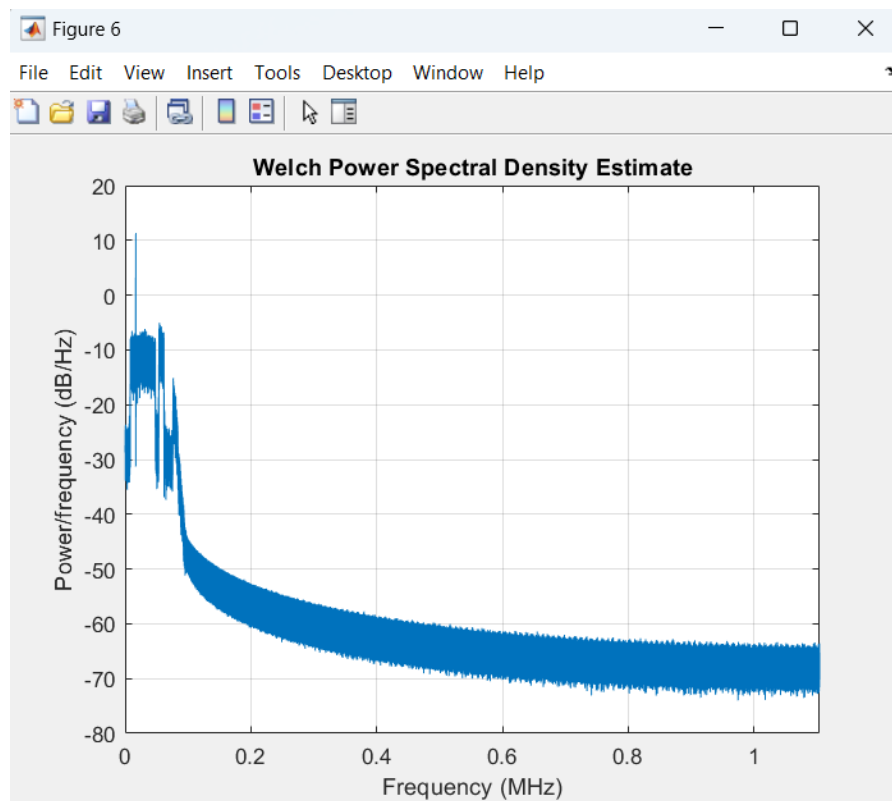 Figure 6
File Edit View Insert Tools Desktop Window Help
Welch Power Spectral Density Estimate
20
10
0
-10
-20
-30
-40
-50
-60
-70
-80
Power/frequency (dB/Hz)
0 0.2 0.4 0.6 0.8 1
Frequency (MHz)